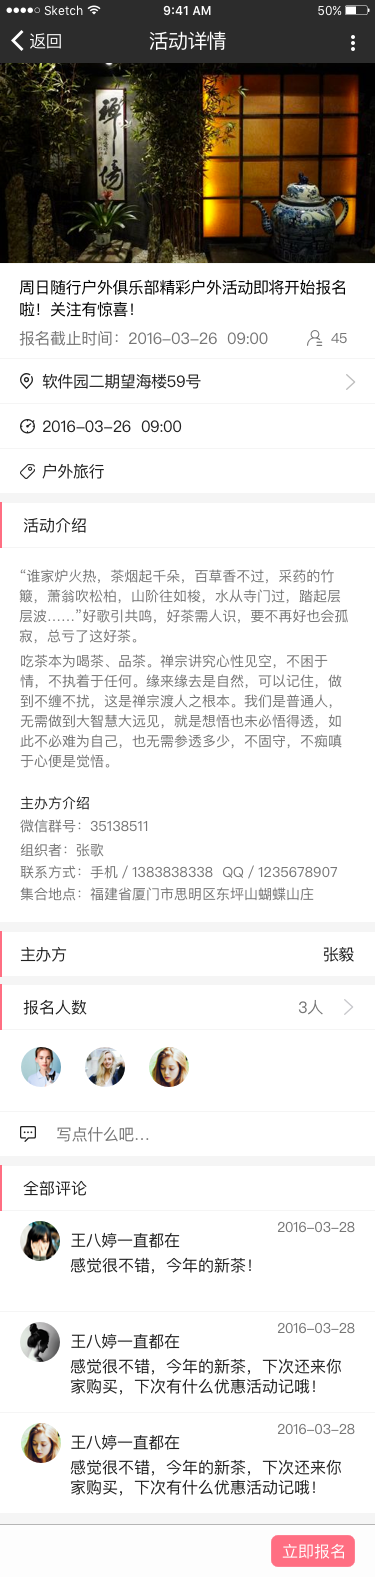 Sketch 9:41 AM 50%
返回 活动详情
禅
周日随行户外俱乐部精彩户外活动即将开始报名
啦！关注有惊喜！
报名截止时间：2016-03-26 09:00 45
软件园二期望海楼59号
2016-03-26 09:00
户外旅行
活动介绍
“谁家炉火热，茶烟起千朵，百草香不过，采药的竹
簸，萧翁吹松柏，山阶往如梭，水从寺门过，踏起层
层波……”好歌引共鸣，好茶需人识，要不再好也会孤
寂，总亏了这好茶。
吃茶本为喝茶、品茶。禅宗讲究心性见空，不困于
情，不执着于任何。缘来缘去是自然，可以记住，做
到不缠不扰，这是禅宗渡人之根本。我们是普通人，
无需做到大智慧大远见，就是想悟也未必悟得透，如
此不必难为自己，也无需参透多少，不固守，不痴嗔
于心便是觉悟。
主办方介绍
微信群号：35138511
组织者：张歌
联系方式：手机 / 1383838338 QQ / 1235678907
集合地点：福建省厦门市思明区东坪山蝴蝶山庄
主办方 张毅
报名人数 3人
写点什么吧...
全部评论
2016-03-28
王八婷一直都在
感觉很不错，今年的新茶！
2016-03-28
王八婷一直都在
感觉很不错，今年的新茶，下次还来你
家购买，下次有什么优惠活动记哦！
2016-03-28
王八婷一直都在
感觉很不错，今年的新茶，下次还来你
家购买，下次有什么优惠活动记哦！
立即报名